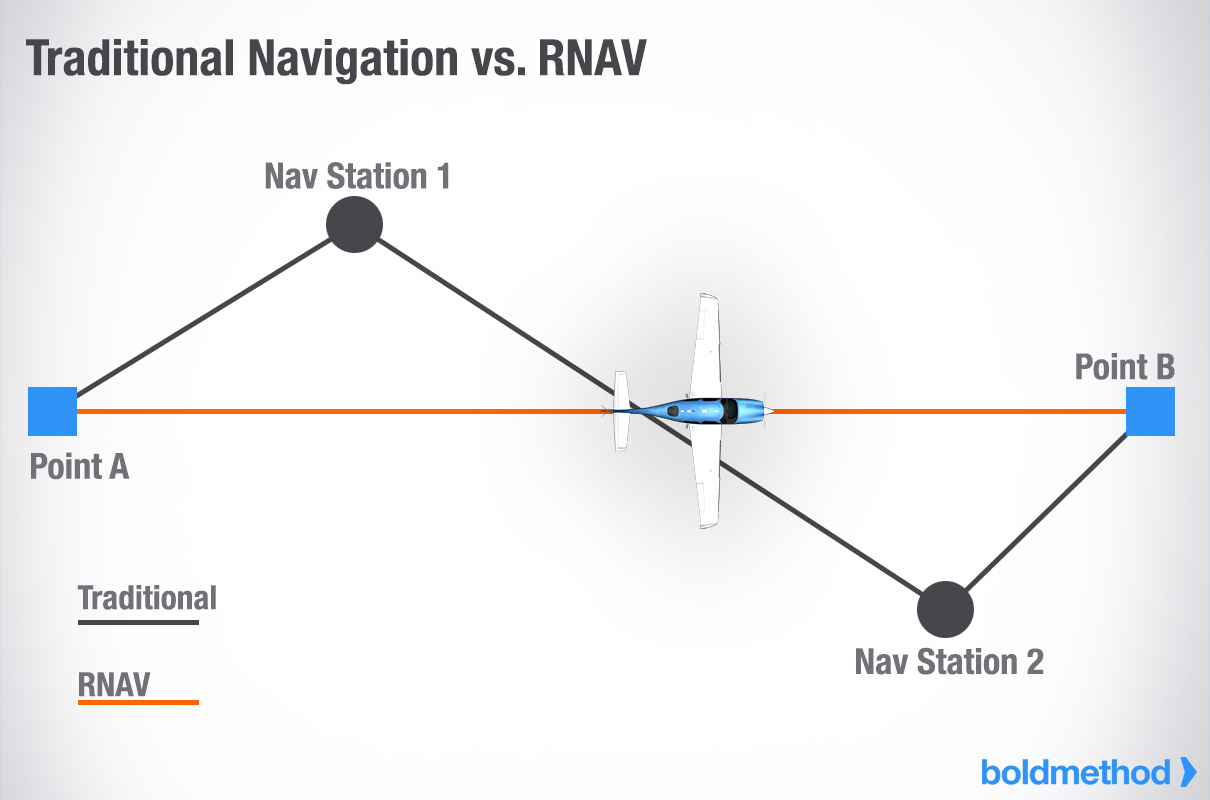 Traditional Navigation vs. RNAV
Nav Station 1
Point B
Point A
Traditional
Nav Station 2
RNAV
boldmethod